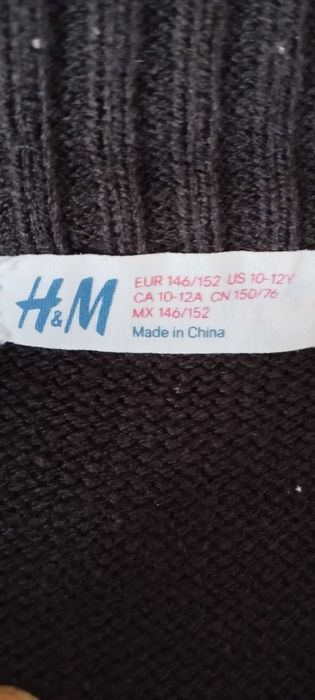 H&M
EUR 146/152 US 10-12Y
CA 10-12A CN 150/76
MX 146/152
Made in China